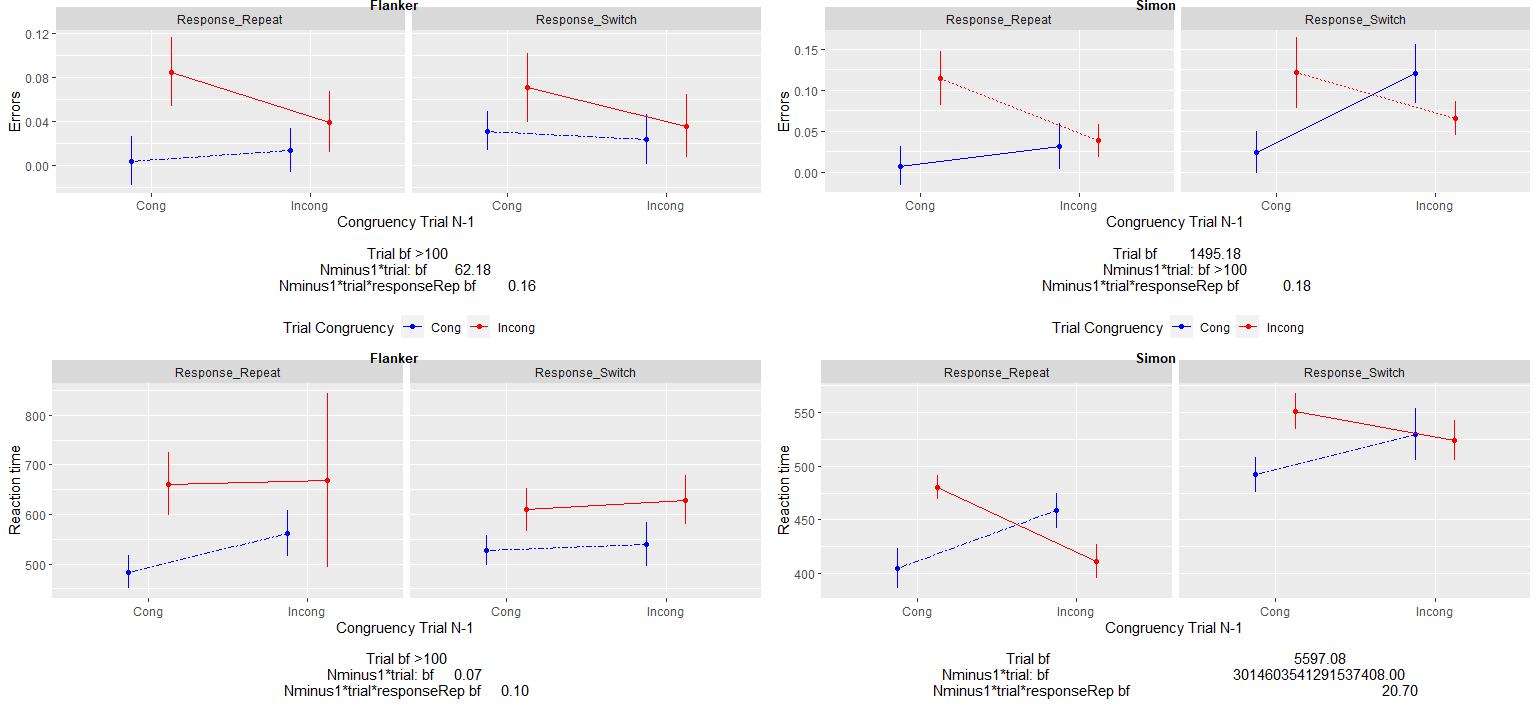 Flanker
Response_Repeat Response_Switch
0.12
0.08
0.04
0.00
Errors
Cong Incong Cong Incong
Congruency Trial N-1
Trial bf >100
Nminus1*trial: bf 62.18
Nminus1*trial*responseRep bf 0.16
Trial Congruency Cong Incong
Simon
Response_Repeat Response_Switch
0.15
0.10
0.05
0.00
Errors
Cong Incong Cong Incong
Congruency Trial N-1
Trial bf 1495.18
Nminus1*trial: bf >100
Nminus1*trial*responseRep bf 0.18
Trial Congruency Cong Incong
Flanker
Response_Repeat Response_Switch
800
700
600
500
Reaction time
Cong Incong Cong Incong
Congruency Trial N-1
Trial bf >100
Nminus1*trial: bf 0.07
Nminus1*trial*responseRep bf 0.10
Simon
Response_Repeat Response_Switch
550
500
450
400
Reaction time
Cong Incong Cong Incong
Congruency Trial N-1
Trial bf 5597.08
Nminus1*trial: bf 3014603541291537408.00
Nminus1*trial*responseRep bf 20.70